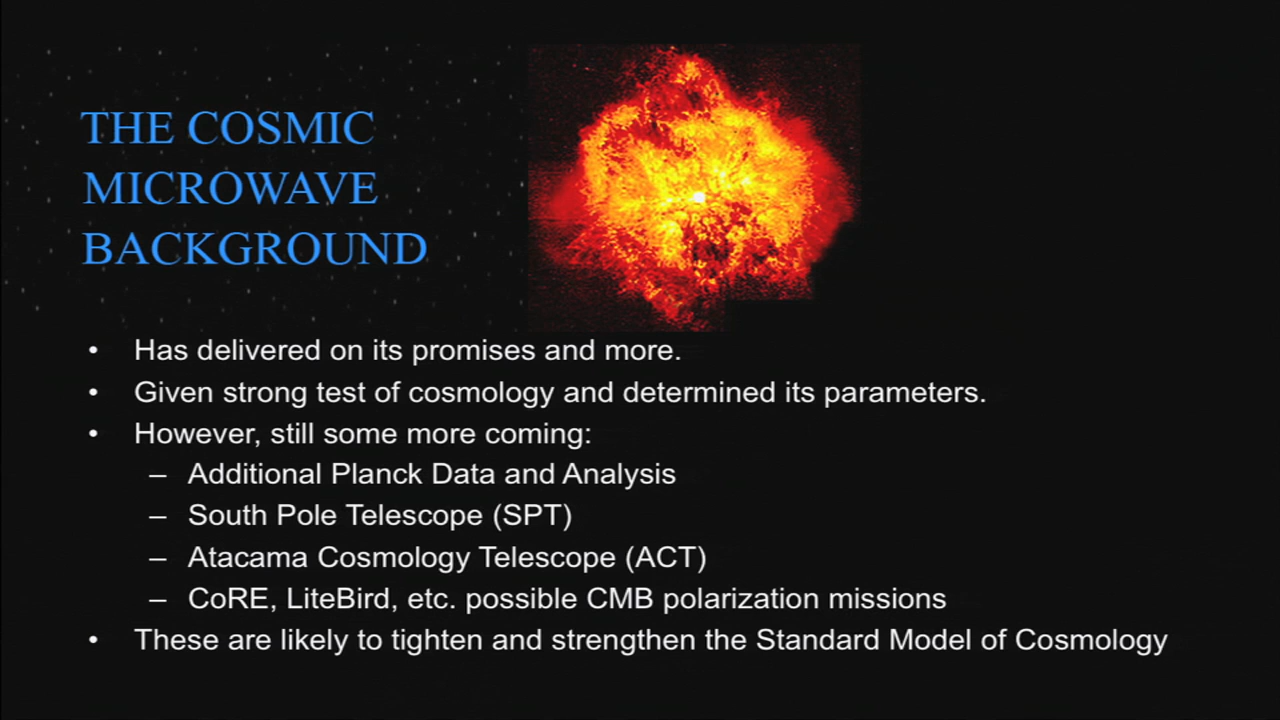 THE COSMIC
MICROWAVE
BACKGROUND
• Has delivered on its promises and more.
• Given strong test of cosmology and determined its parameters.
• However, still some more coming:
– Additional Planck Data and Analysis
– South Pole Telescope (SPT)
– Atacama Cosmology Telescope (ACT)
– CoRE, LiteBird, etc. possible CMB polarization missions
• These are likely to tighten and strengthen the Standard Model of Cosmology